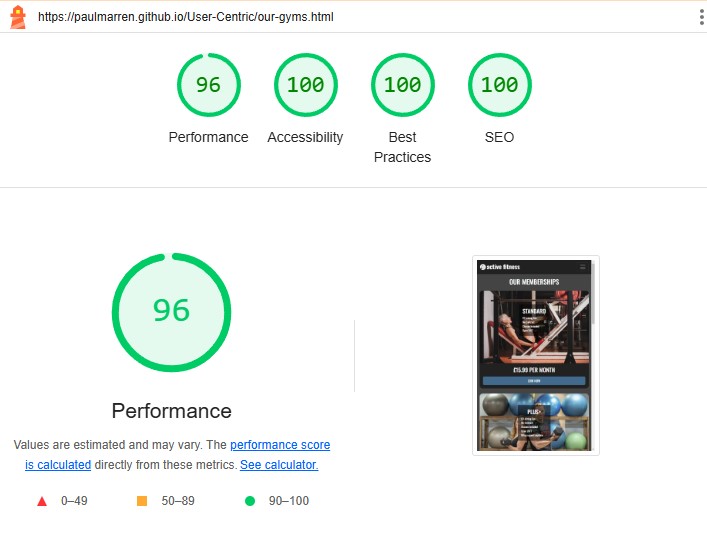 https://paulmarren.github.io/User-Centric/our-gyms.html
96
100
100
100
Performance
Accessibility
Best
Practices
SEO
96
Performance
Values are estimated and may vary. The performance score
is calculated directly from these metrics. See calculator.
0–49
50–89
90–100
active fitness
OUR MEMBERSHIPS
STANDARD
£15.99 PER MONTH
PLUS+